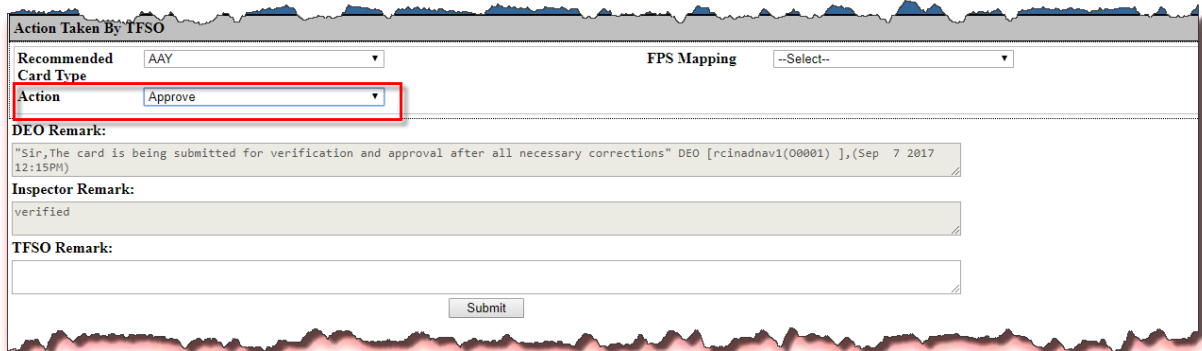 Action Taken By TFSO
Recommended Card Type AAY FPS Mapping --Select--
Action Approve
DEO Remark:
"Sir,The card is being submitted for verification and approval after all necessary corrections" DEO [rcinadnav1(O0001) ],(Sep  7 2017
12:15PM)
Inspector Remark:
verified
TFSO Remark:
Submit